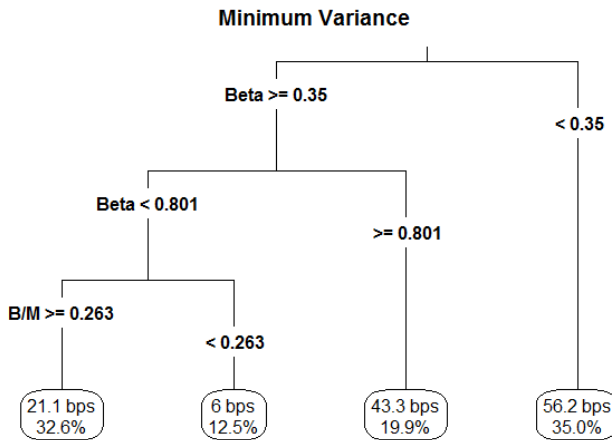 Minimum Variance
Beta >= 0.35
< 0.35
Beta < 0.801
>= 0.801
B/M >= 0.263
< 0.263
21.1 bps
32.6%
6 bps
12.5%
43.3 bps
19.9%
56.2 bps
35.0%